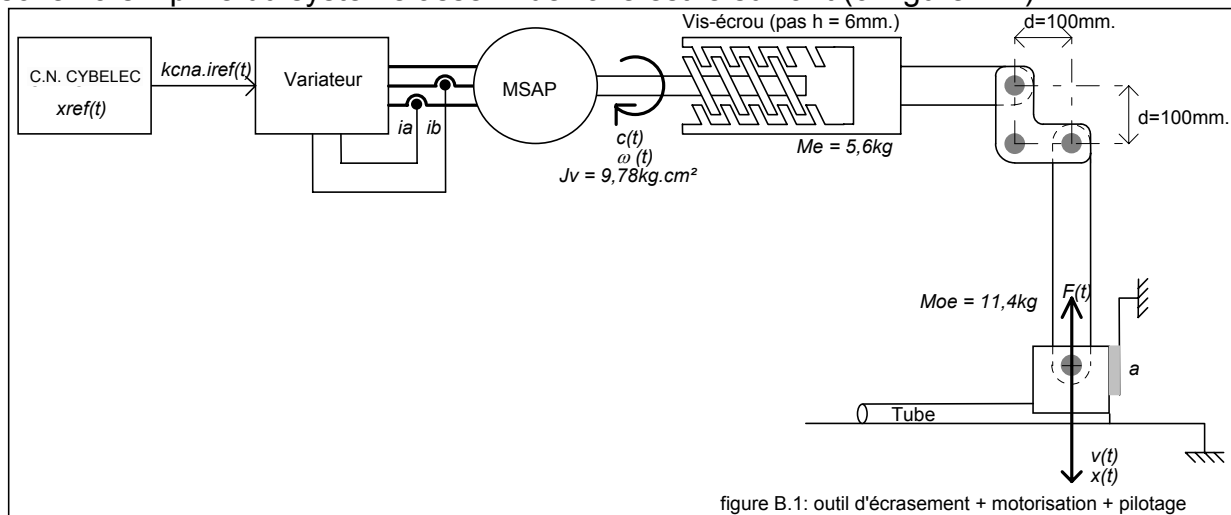 Vis-écrou (pas h = 6mm.)
d=100mm.
C.N. CYBELEC
xref(t)
kcna.iref(t)
Variateur
ia ib
MSAP
c(t)
ω (t)
Jv = 9,78kg.cm²
Me = 5,6kg
d=100mm.
Moe = 11,4kg
F(t)
a
Tube
v(t)
x(t)
figure B.1: outil d'écrasement + motorisation + pilotage